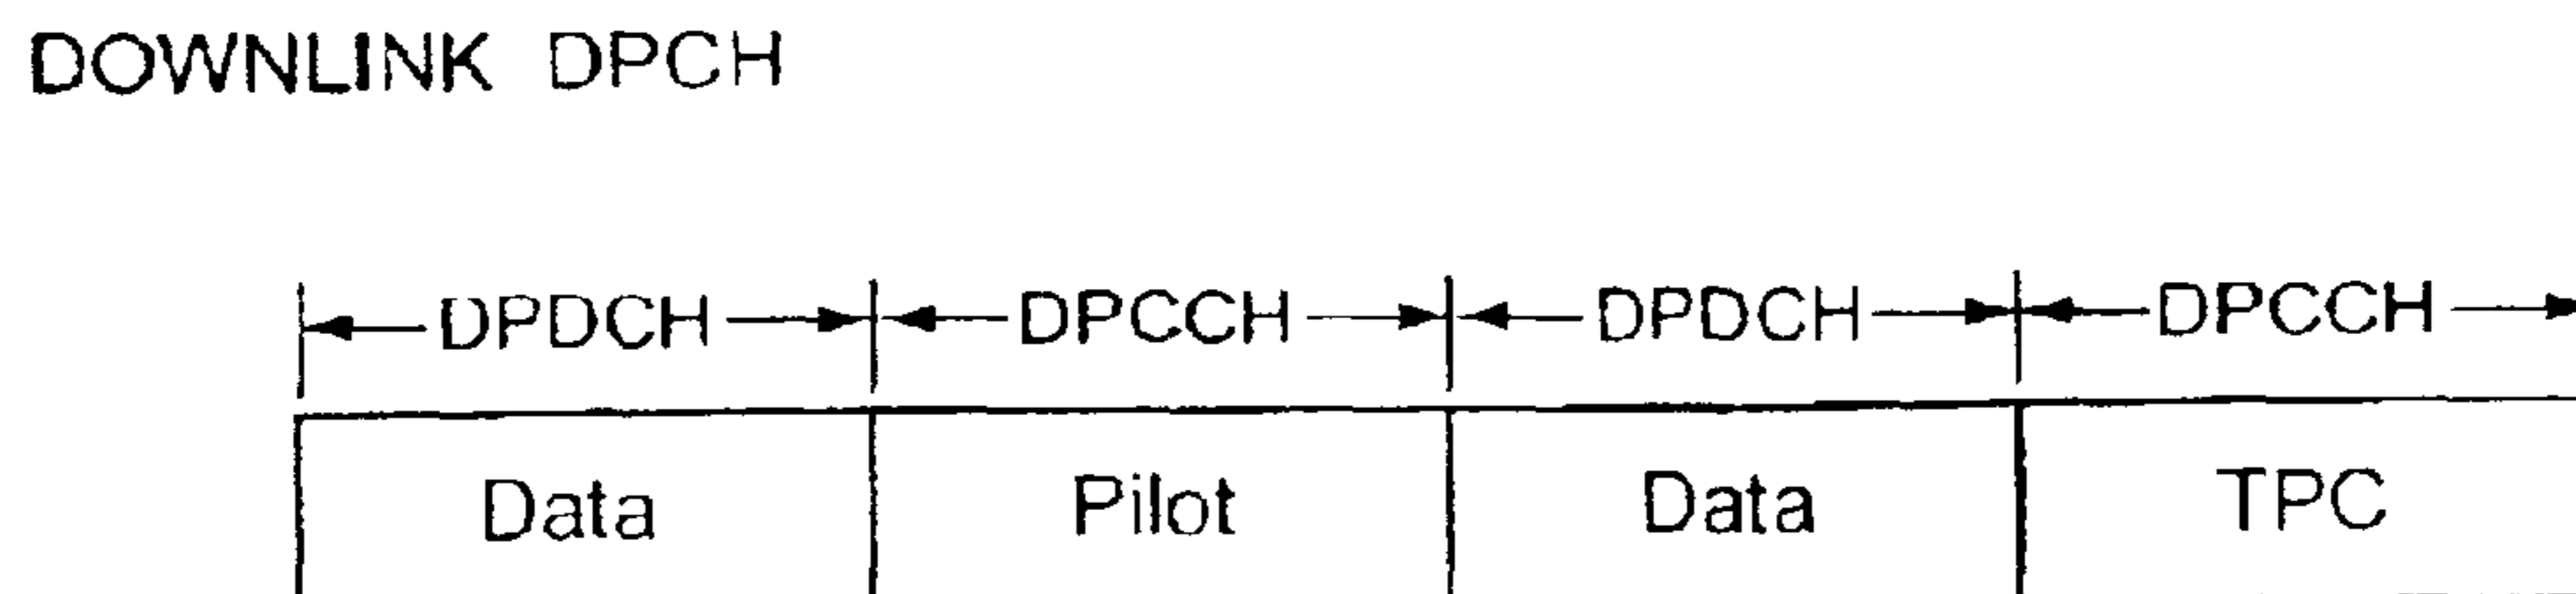 DOWNLINK DPCH
DPDCH DPCCH DPDCH DPCCH
Data Pilot Data TPC